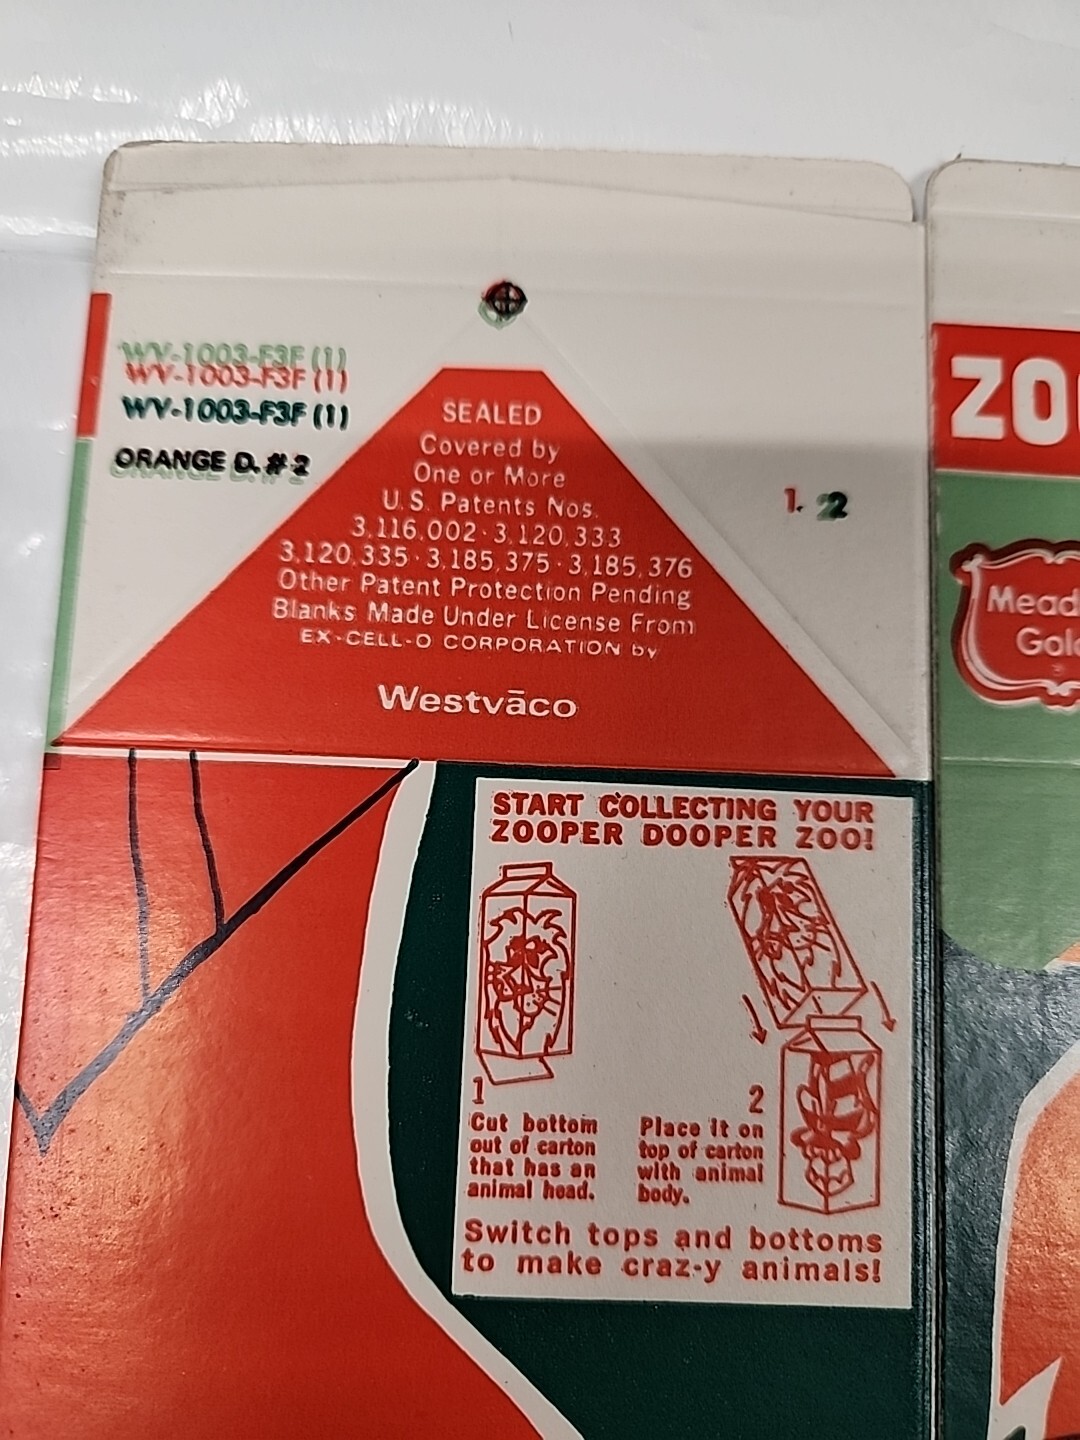 WV-1003-F3F (1)
WV-1003-F3F (1)
WV-1003-F3F (1)
ORANGE D. #2
SEALED
Covered by
One or More
U.S. Patents Nos.
3,116,002 · 3,120,333
3,120,335 · 3,185,375 · 3,185,376
Other Patent Protection Pending
Blanks Made Under License From
EX-CELL-O CORPORATION by
Westvāco
1. 2
START COLLECTING YOUR
ZOOPER DOOPER ZOO!
1
Cut bottom
out of carton
that has an
animal head.
2
Place it on
top of carton
with animal
body.
Switch tops and bottoms
to make craz-y animals!
ZO
Mead
Gol